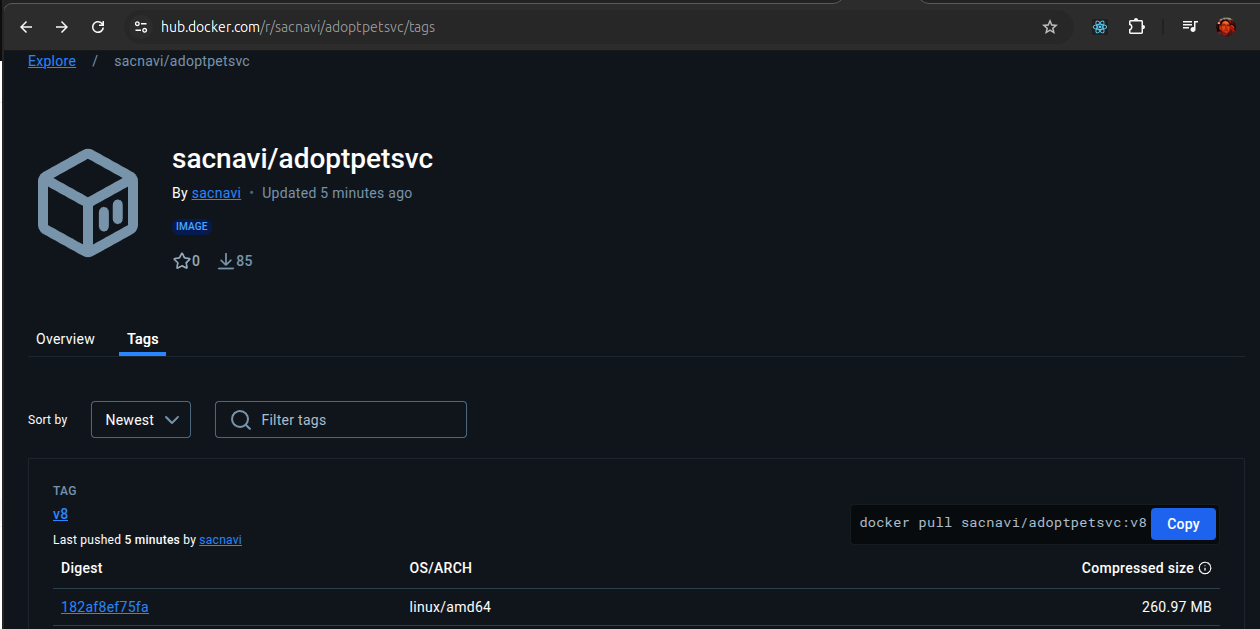 hub.docker.com/r/sacnavi/adoptpetsvc/tags
Explore / sacnavi/adoptpetsvc
sacnavi/adoptpetsvc
By sacnavi • Updated 5 minutes ago
IMAGE
0 85
Overview Tags
Sort by Newest Filter tags
TAG
v8
docker pull sacnavi/adoptpetsvc:v8 Copy
Last pushed 5 minutes by sacnavi
Digest OS/ARCH Compressed size
182af8ef75fa linux/amd64 260.97 MB